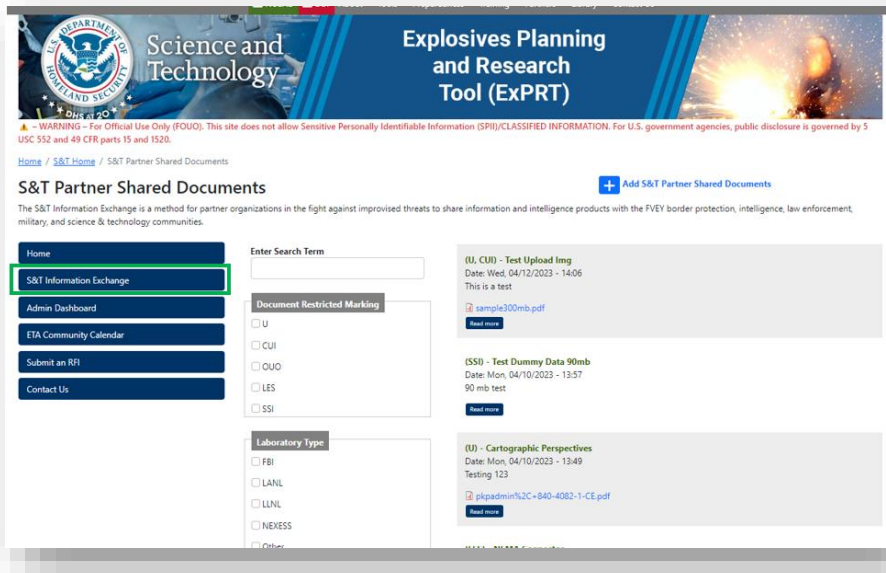 U.S. DEPARTMENT OF HOMELAND SECURITY
DHS AT 20
Science and
Technology
Explosives Planning
and Research
Tool (ExPRT)
– WARNING – For Official Use Only (FOUO). This site does not allow Sensitive Personally Identifiable Information (SPII)/CLASSIFIED INFORMATION. For U.S. government agencies, public disclosure is governed by 5
USC 552 and 49 CFR parts 15 and 1520.
Home / S&T Home / S&T Partner Shared Documents
S&T Partner Shared Documents
+ Add S&T Partner Shared Documents
The S&T Information Exchange is a method for partner organizations in the fight against improvised threats to share information and intelligence products with the FVEY border protection, intelligence, law enforcement,
military, and science & technology communities.
Home
S&T Information Exchange
Admin Dashboard
ETA Community Calendar
Submit an RFI
Contact Us
Enter Search Term
Document Restricted Marking
U
CUI
OUO
LES
SSI
Laboratory Type
FBI
LANL
LLNL
NEXESS
Other
(U, CUI) - Test Upload Img
Date: Wed, 04/12/2023 - 14:06
This is a test
sample300mb.pdf
Read more
(SSI) - Test Dummy Data 90mb
Date: Mon, 04/10/2023 - 13:57
90 mb test
Read more
(U) - Cartographic Perspectives
Date: Mon, 04/10/2023 - 13:49
Testing 123
pkpadmin%2C+840-4082-1-CE.pdf
Read more